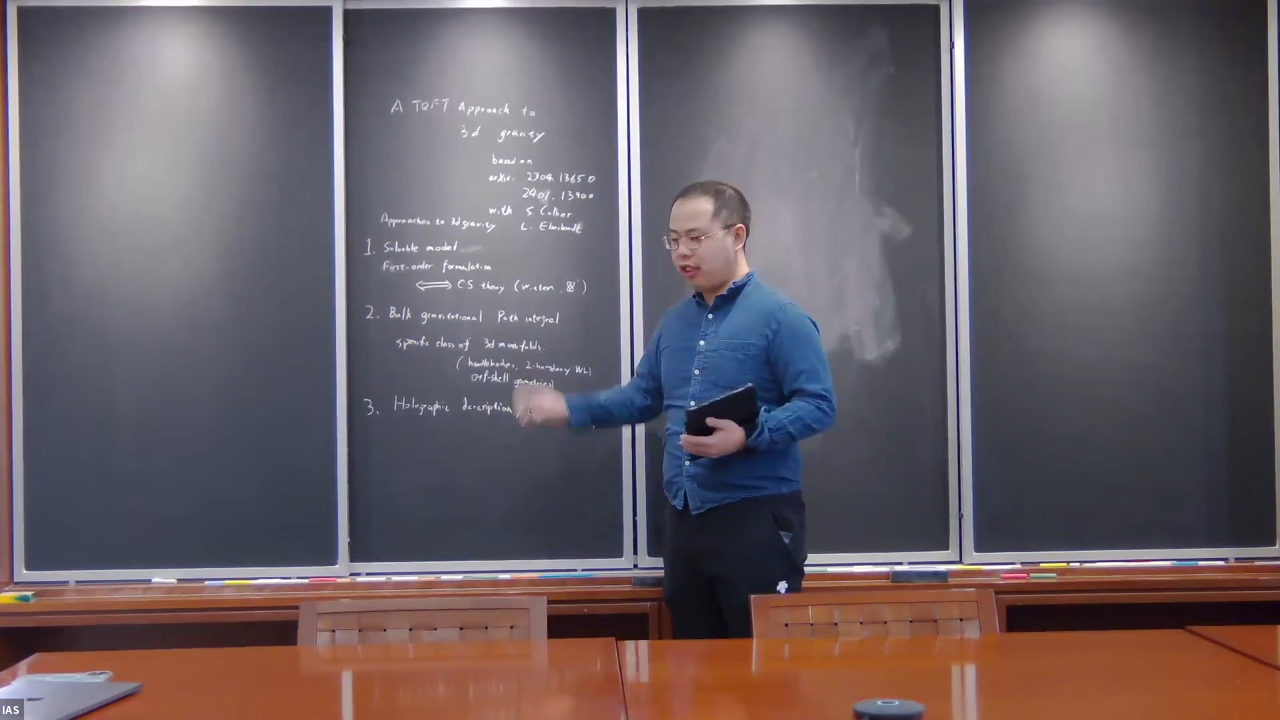 A TQFT Approach to
3d gravity
based on
arXiv: 2304.13650
2401.13900
with S. Collier
L. Eberhardt
Approaches to 3d gravity
1. Solvable model.
First-order formulation
⟺ CS theory (Witten,
2. Bulk gravitational Path integral
specific class of 3d manifolds.
(handlebodies, 2-boundary WH
off-shell geometries)
3. Holographic description
IAS